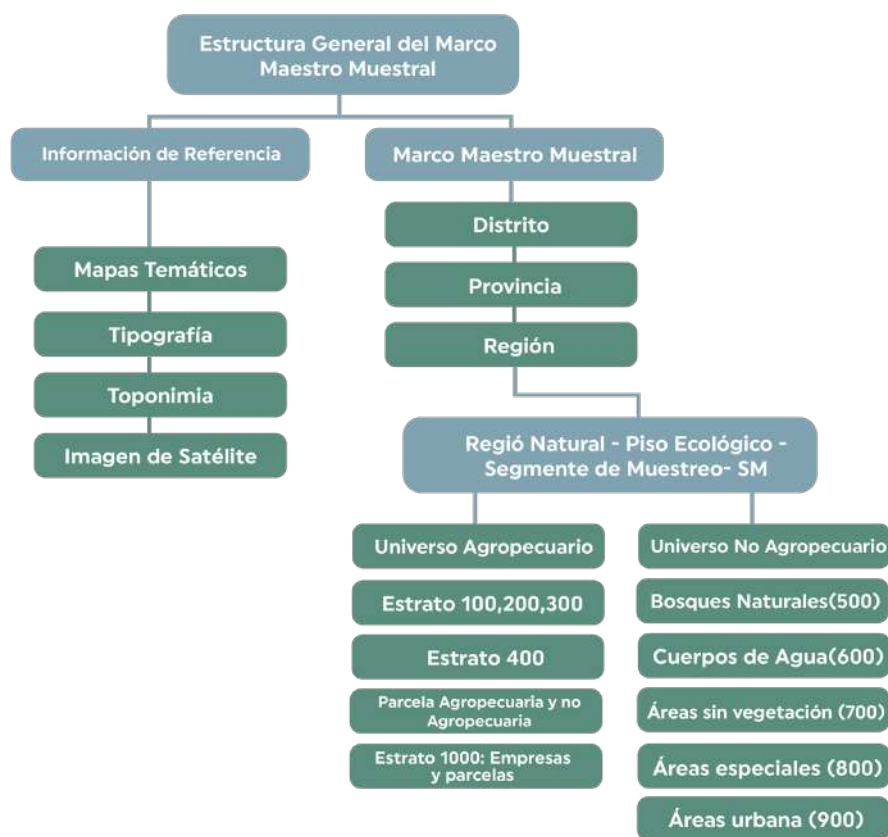 Estructura General del Marco
Maestro Muestral
Información de Referencia
Marco Maestro Muestral
Mapas Temáticos
Tipografía
Toponimia
Imagen de Satélite
Distrito
Provincia
Región
Regió Natural - Piso Ecológico -
Segmente de Muestreo- SM
Universo Agropecuario
Estrato 100,200,300
Estrato 400
Parcela Agropecuaria y no
Agropecuaria
Estrato 1000: Empresas
y parcelas
Universo No Agropecuario
Bosques Naturales(500)
Cuerpos de Agua(600)
Áreas sin vegetación (700)
Áreas especiales (800)
Áreas urbana (900)